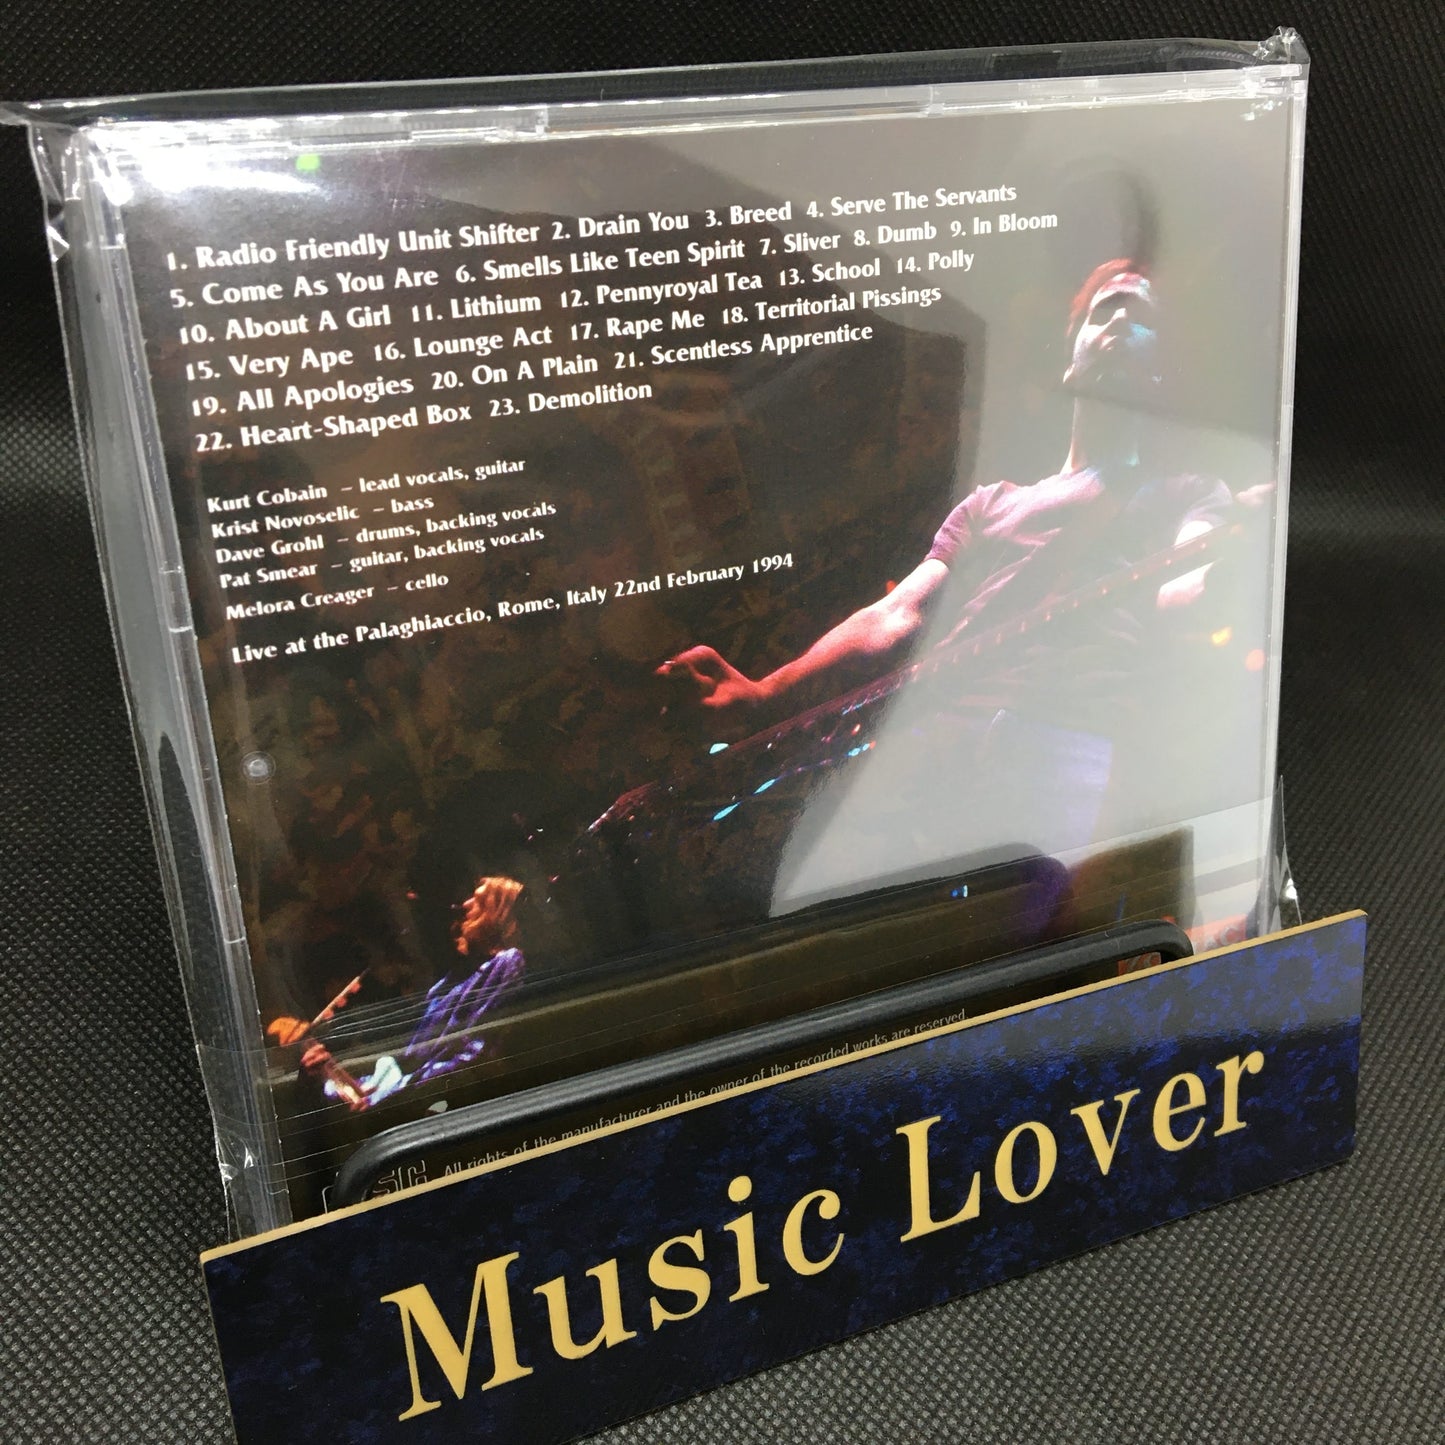 1. Radio Friendly Unit Shifter 2. Drain You 3. Breed 4. Serve The Servants
5. Come As You Are 6. Smells Like Teen Spirit 7. Sliver 8. Dumb 9. In Bloom
10. About A Girl 11. Lithium 12. Pennyroyal Tea 13. School 14. Polly
15. Very Ape 16. Lounge Act 17. Rape Me 18. Territorial Pissings
19. All Apologies 20. On A Plain 21. Scentless Apprentice
22. Heart-Shaped Box 23. Demolition
Kurt Cobain – lead vocals, guitar
Krist Novoselic – bass
Dave Grohl – drums, backing vocals
Pat Smear – guitar, backing vocals
Melora Creager – cello
Live at the Palaghiaccio, Rome, Italy 22nd February 1994
All rights of the manufacturer and the owner of the recorded works are reserved.
Music Lover